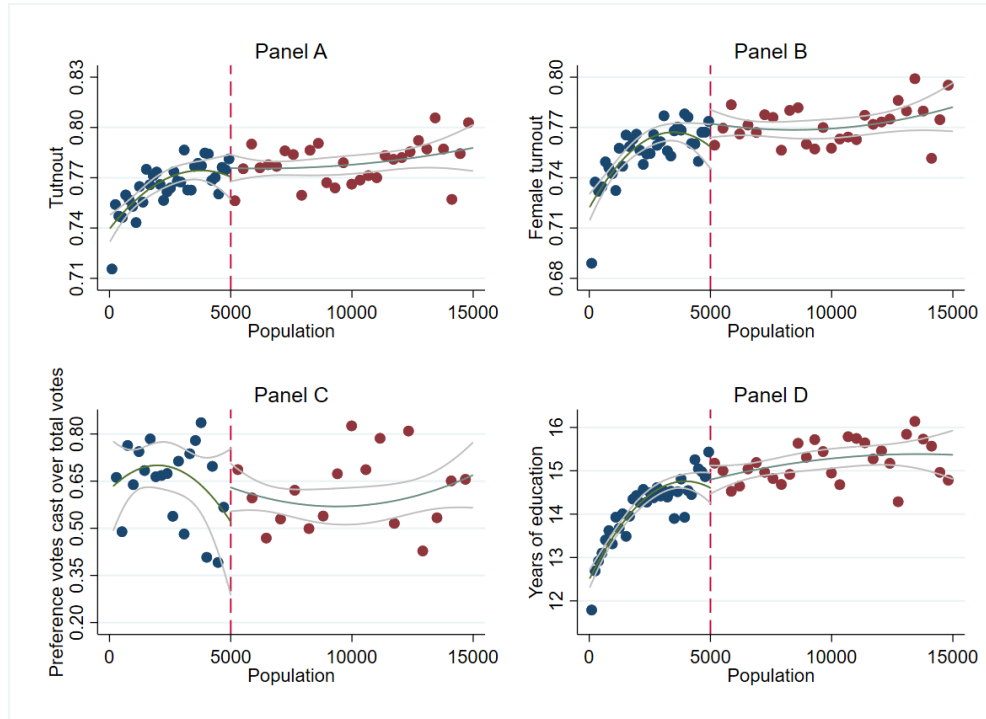 Panel A
Tutnout
0.83
0.80
0.77
0.74
0.71
0 5000 10000 15000
Population
Panel B
Female turnout
0.80
0.77
0.74
0.71
0.68
0 5000 10000 15000
Population
Panel C
Preference votes cast over total votes
0.80
0.65
0.50
0.35
0.20
0 5000 10000 15000
Population
Panel D
Years of education
16
15
14
13
12
0 5000 10000 15000
Population